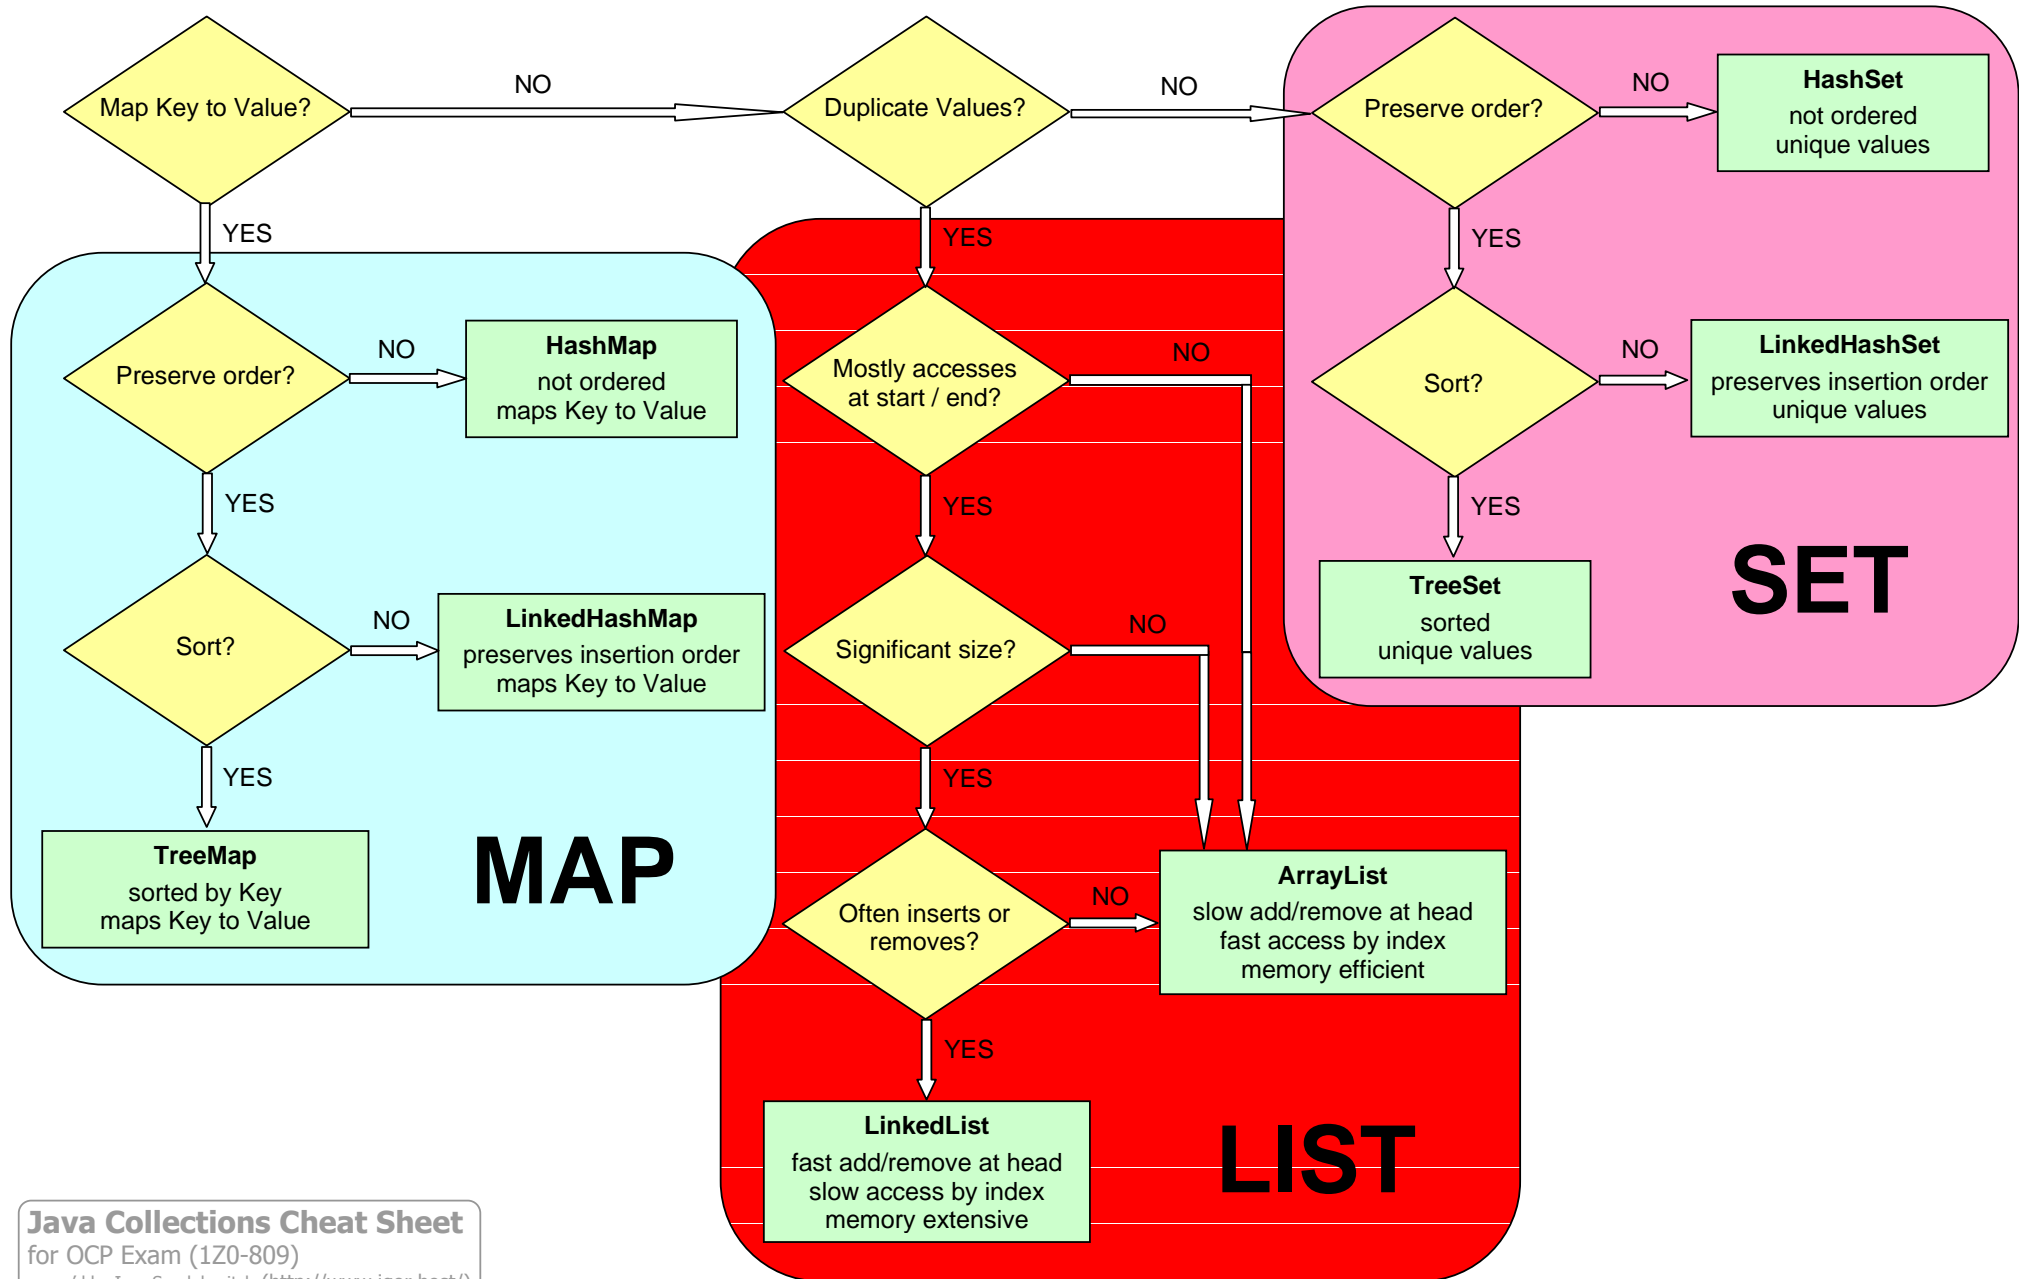 Map Key to Value?
NO
Duplicate Values?
NO
Preserve order?
NO
HashSet
not ordered
unique values
YES
YES
YES
Preserve order?
NO
HashMap
not ordered
maps Key to Value
Mostly accesses
at start / end?
NO
Sort?
NO
LinkedHashSet
preserves insertion order
unique values
YES
YES
YES
Sort?
NO
LinkedHashMap
preserves insertion order
maps Key to Value
Significant size?
NO
TreeSet
sorted
unique values
SET
YES
YES
TreeMap
sorted by Key
maps Key to Value
MAP
Often inserts or
removes?
NO
ArrayList
slow add/remove at head
fast access by index
memory efficient
YES
LinkedList
fast add/remove at head
slow access by index
memory extensive
LIST
Java Collections Cheat Sheet
for OCP Exam (1Z0-809)
(http://www.igor.host/)